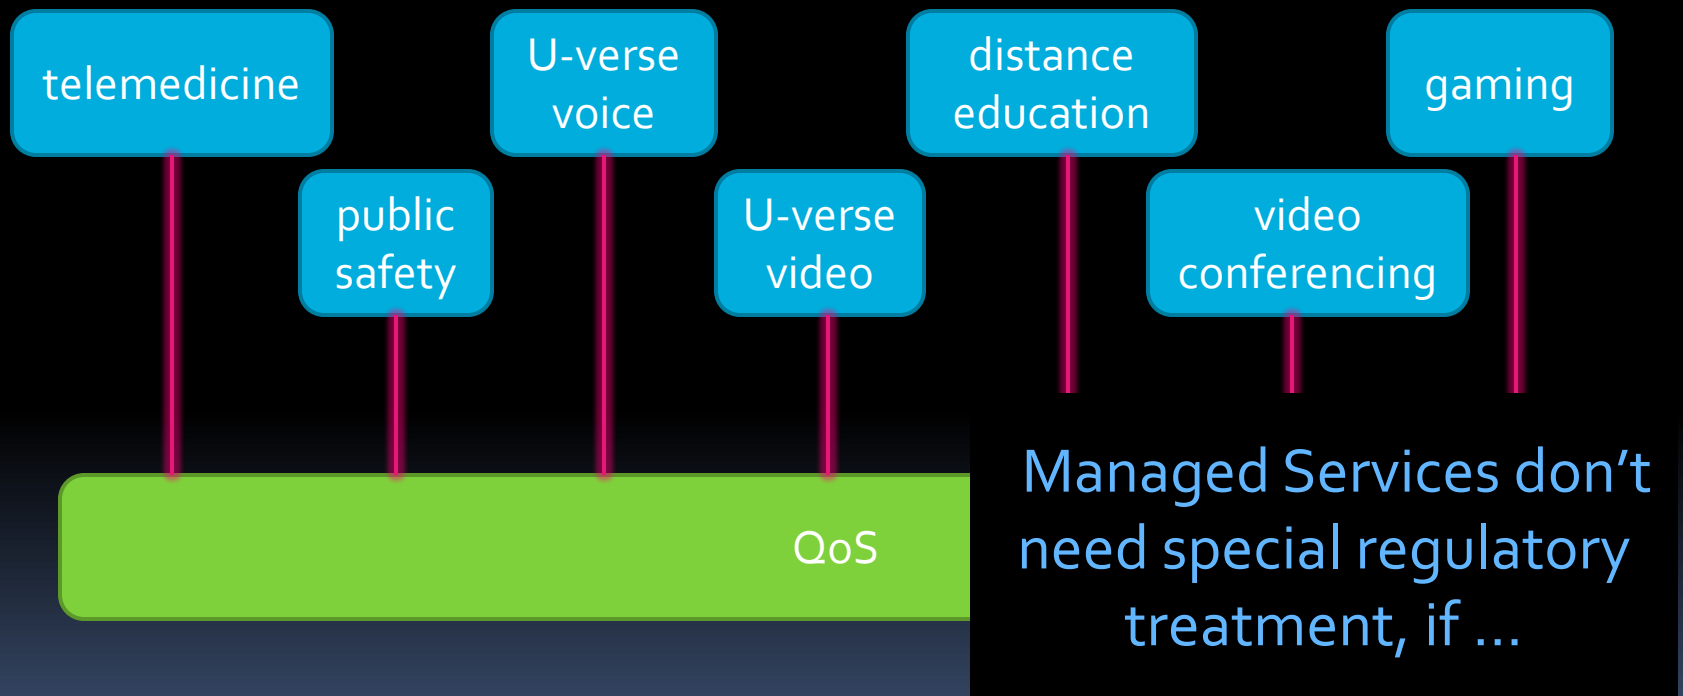 telemedicine
U-verse
voice
distance
education
gaming
public
safety
U-verse
video
video
conferencing
QoS
Managed Services don’t
need special regulatory
treatment, if ...